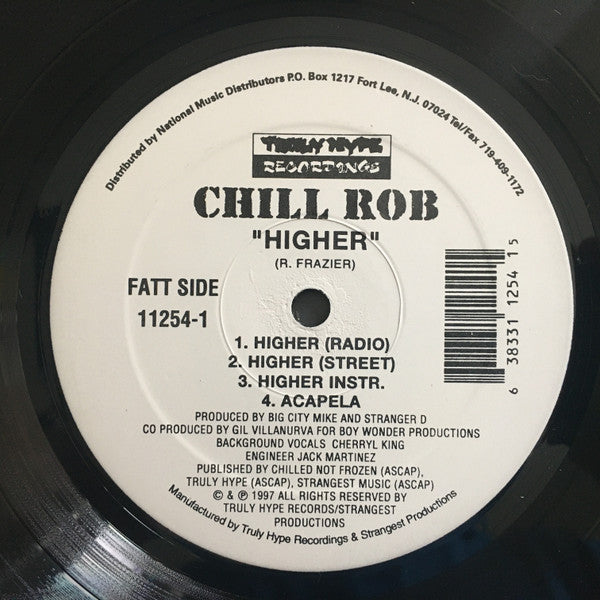 Distributed by National Music Distributors P.O. Box 1217 Fort Lee, N.J. 07024 Tel/Fax 719-409-1172
TRULY HYPE
RECORDINGS
CHILL ROB
"HIGHER"
(R. FRAZIER)
FATT SIDE
11254-1
1. HIGHER (RADIO)
2. HIGHER (STREET)
3. HIGHER INSTR.
4. ACAPELA
6 38331 1254 1 5
PRODUCED BY BIG CITY MIKE AND STRANGER D
CO PRODUCED BY GIL VILLANURVA FOR BOY WONDER PRODUCTIONS
BACKGROUND VOCALS CHERRYL KING
ENGINEER JACK MARTINEZ
PUBLISHED BY CHILLED NOT FROZEN (ASCAP),
TRULY HYPE (ASCAP), STRANGEST MUSIC (ASCAP)
© & ℗ 1997 ALL RIGHTS RESERVED BY
TRULY HYPE RECORDS/STRANGEST
PRODUCTIONS
Manufactured by Truly Hype Recordings & Strangest Productions